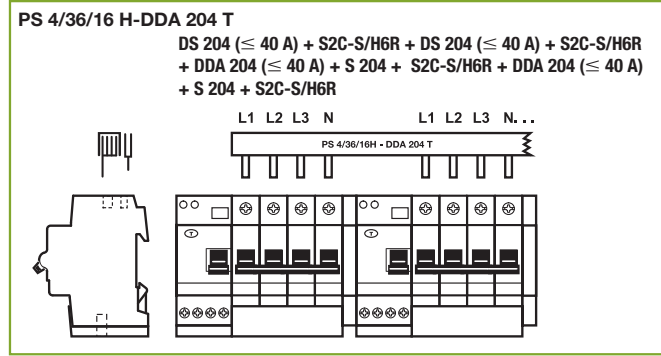 PS 4/36/16 H-DDA 204 T
DS 204 (≤ 40 A) + S2C-S/H6R + DS 204 (≤ 40 A) + S2C-S/H6R
+ DDA 204 (≤ 40 A) + S 204 + S2C-S/H6R + DDA 204 (≤ 40 A)
+ S 204 + S2C-S/H6R
L1 L2 L3 N L1 L2 L3 N...
PS 4/36/16H - DDA 204 T
T T